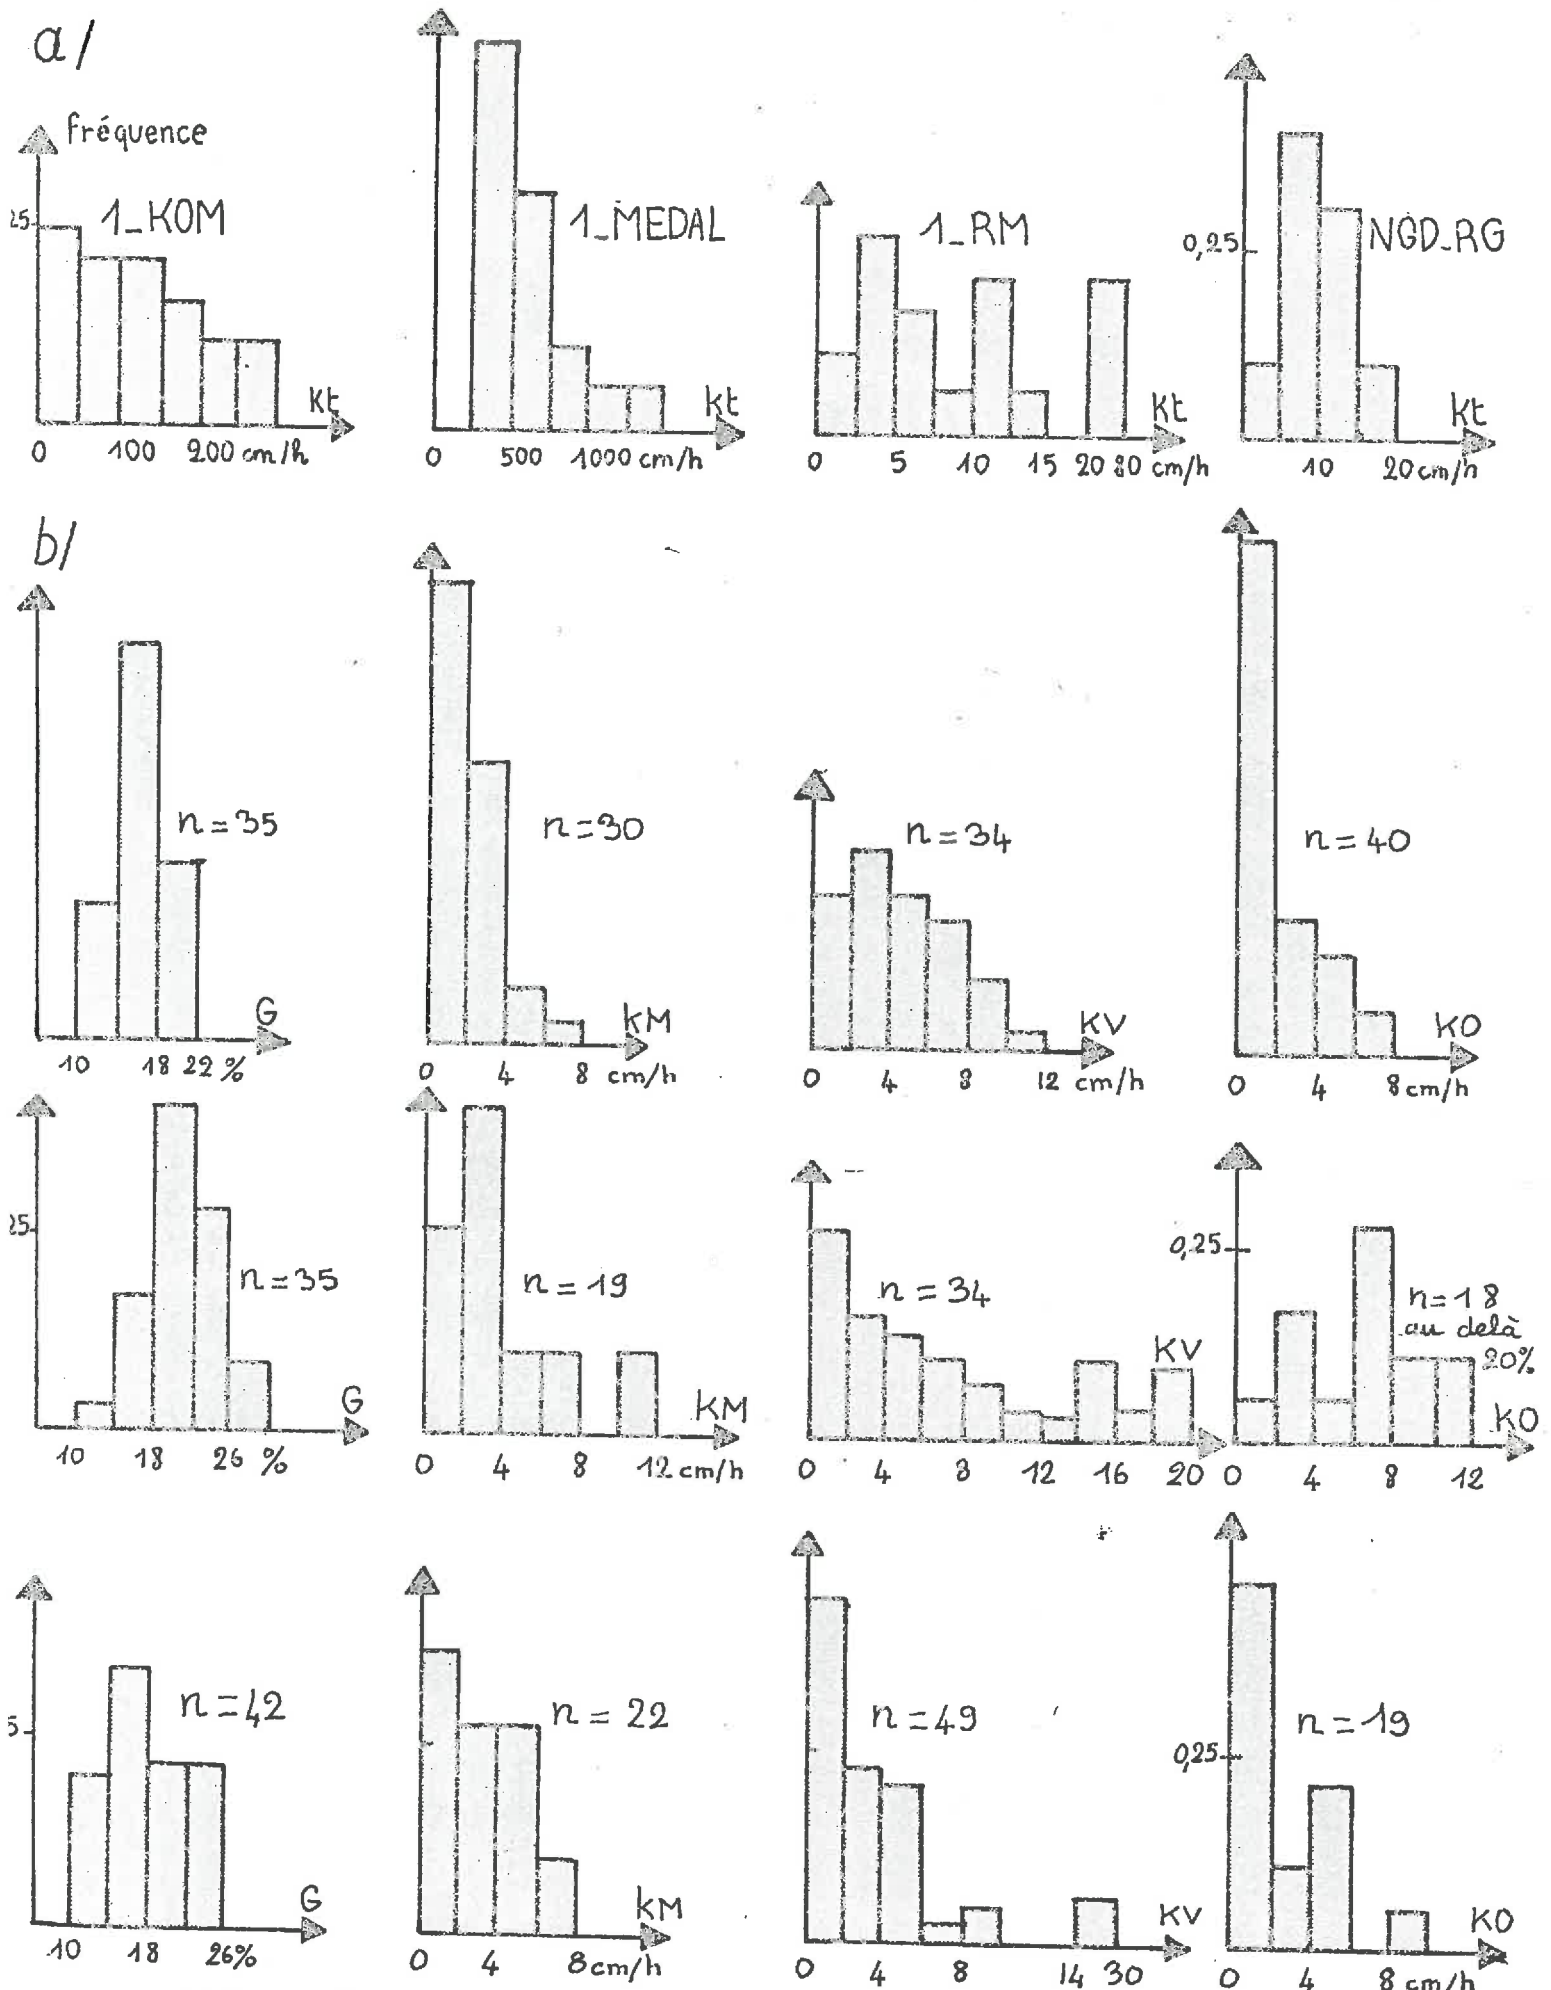 a/
fréquence
25
1_KOM
Kt
0 100 200 cm/h
1_MEDAL
Kt
0 500 1000 cm/h
1_RM
Kt
0 5 10 15 20 80 cm/h
0,25
NGD_RG
Kt
10 20 cm/h
b/
n=35
G
10 18 22 %
n=30
KM
0 4 8 cm/h
n=34
KV
0 4 8 12 cm/h
n=40
KO
0 4 8 cm/h
25
n=35
G
10 18 26 %
n=19
KM
0 4 8 12 cm/h
n=34
KV
0 4 8 12 16 20
0,25
n=18
au delà
20%
KO
0 4 8 12
5
n=42
G
10 18 26%
n=22
KM
0 4 8 cm/h
n=49
KV
0 4 8 14 30
0,25
n=19
KO
0 4 8 cm/h